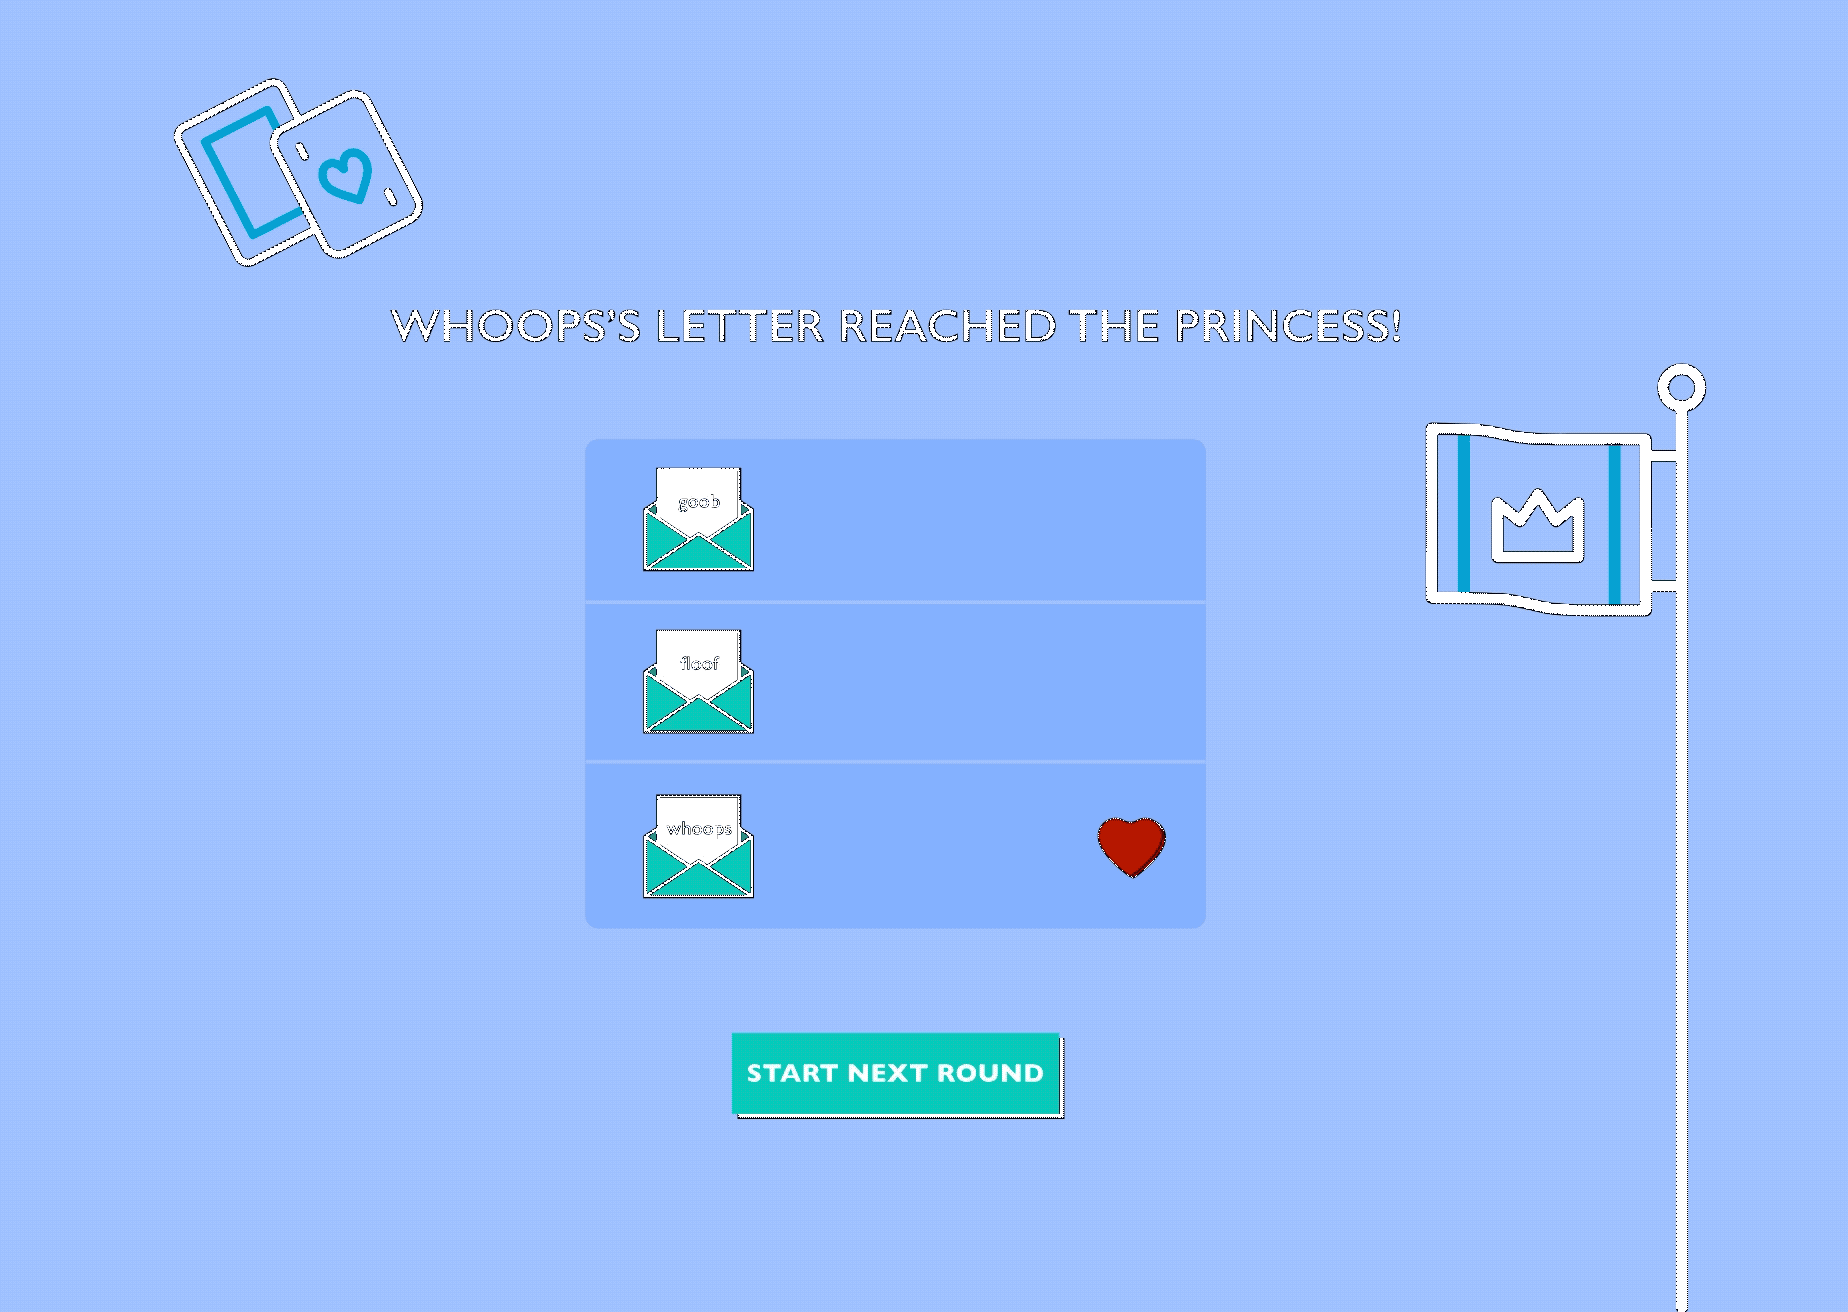 WHOOPS'S LETTER REACHED THE PRINCESS!
goob
floof
whoops
START NEXT ROUND